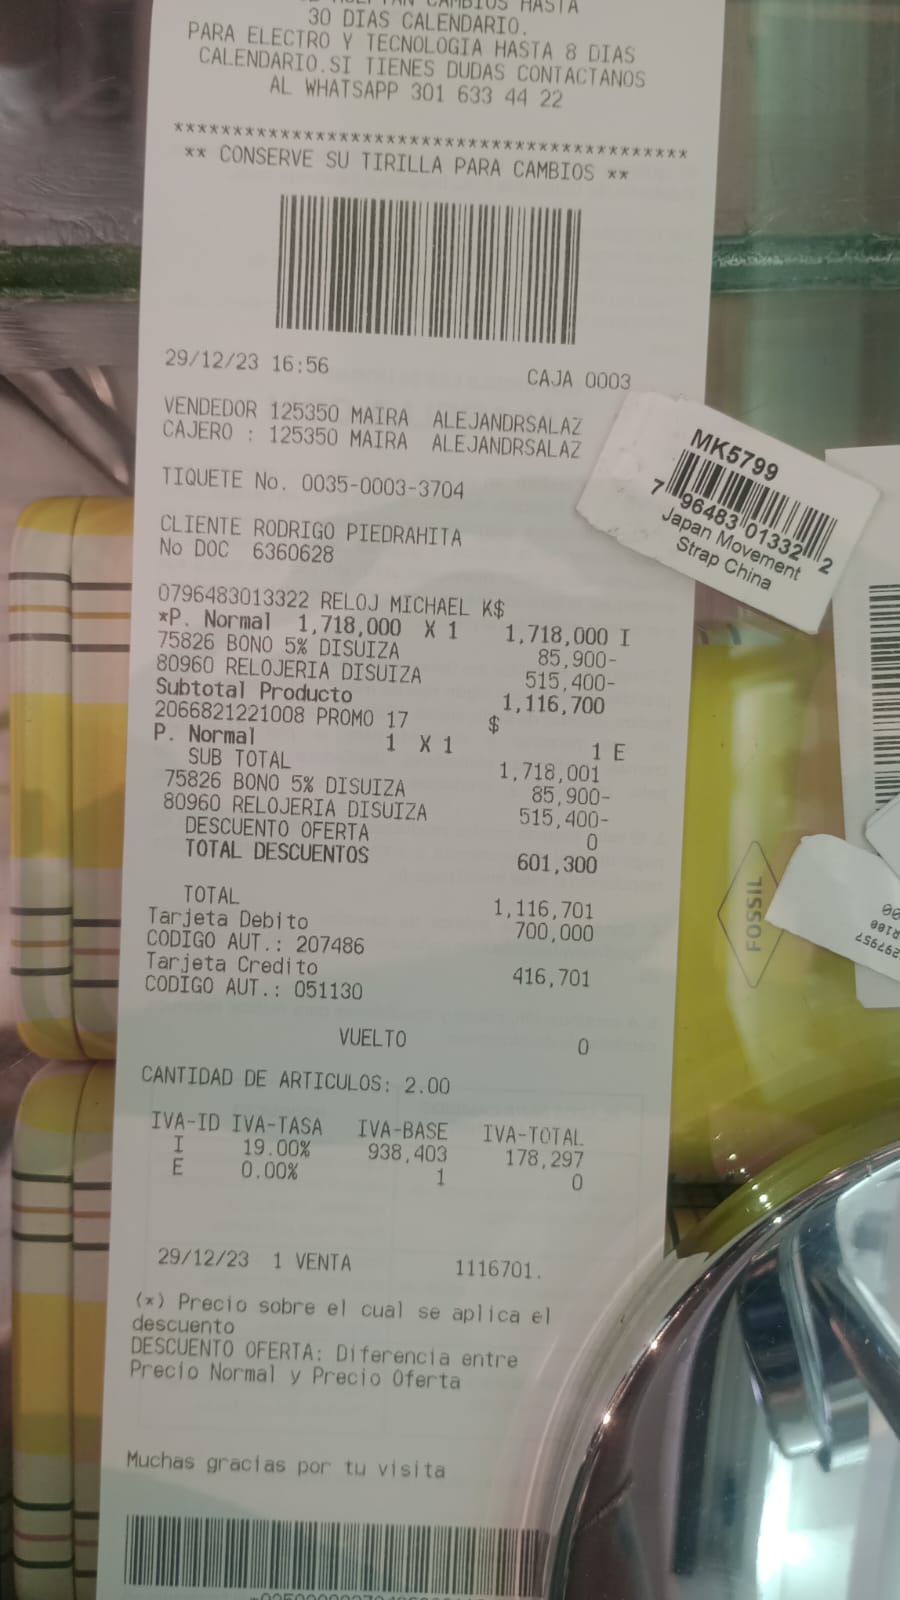 CAMBIOS HASTA
30 DIAS CALENDARIO.
PARA ELECTRO Y TECNOLOGIA HASTA 8 DIAS
CALENDARIO.SI TIENES DUDAS CONTACTANOS
AL WHATSAPP 301 633 44 22
********************************************
** CONSERVE SU TIRILLA PARA CAMBIOS **
29/12/23 16:56 CAJA 0003
VENDEDOR 125350 MAIRA ALEJANDRSALAZ
CAJERO : 125350 MAIRA ALEJANDRSALAZ
TIQUETE No. 0035-0003-3704
CLIENTE RODRIGO PIEDRAHITA
No DOC 6360628
0796483013322 RELOJ MICHAEL K$
*P. Normal 1,718,000 X 1 1,718,000 I
75826 BONO 5% DISUIZA 85,900-
80960 RELOJERIA DISUIZA 515,400-
Subtotal Producto 1,116,700
2066821221008 PROMO 17 $
P. Normal 1 X 1 1 E
SUB TOTAL 1,718,001
75826 BONO 5% DISUIZA 85,900-
80960 RELOJERIA DISUIZA 515,400-
DESCUENTO OFERTA 0
TOTAL DESCUENTOS 601,300
TOTAL 1,116,701
Tarjeta Debito 700,000
CODIGO AUT.: 207486
Tarjeta Credito 416,701
CODIGO AUT.: 051130
VUELTO 0
CANTIDAD DE ARTICULOS: 2.00
IVA-ID IVA-TASA IVA-BASE IVA-TOTAL
I 19.00% 938,403 178,297
E 0.00% 1 0
29/12/23 1 VENTA 1116701.
(*) Precio sobre el cual se aplica el
descuento
DESCUENTO OFERTA: Diferencia entre
Precio Normal y Precio Oferta
Muchas gracias por tu visita
MK5799
7 96483 01332 2
Japan Movement
Strap China
FOSSIL